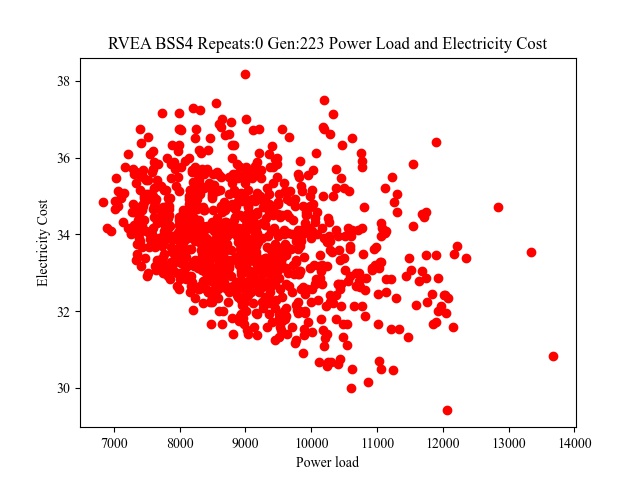 RVEA BSS4 Repeats:0 Gen:223 Power Load and Electricity Cost
Electricity Cost
38
36
34
32
30
7000 8000 9000 10000 11000 12000 13000 14000
Power load